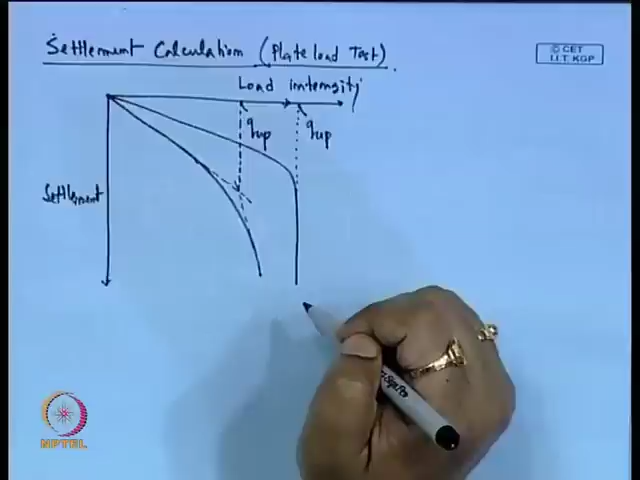 Settlement Calculation (Plate load Test).
© CET
I.I.T. KGP
Load intensity
qup
qup
Settlement
NPTEL